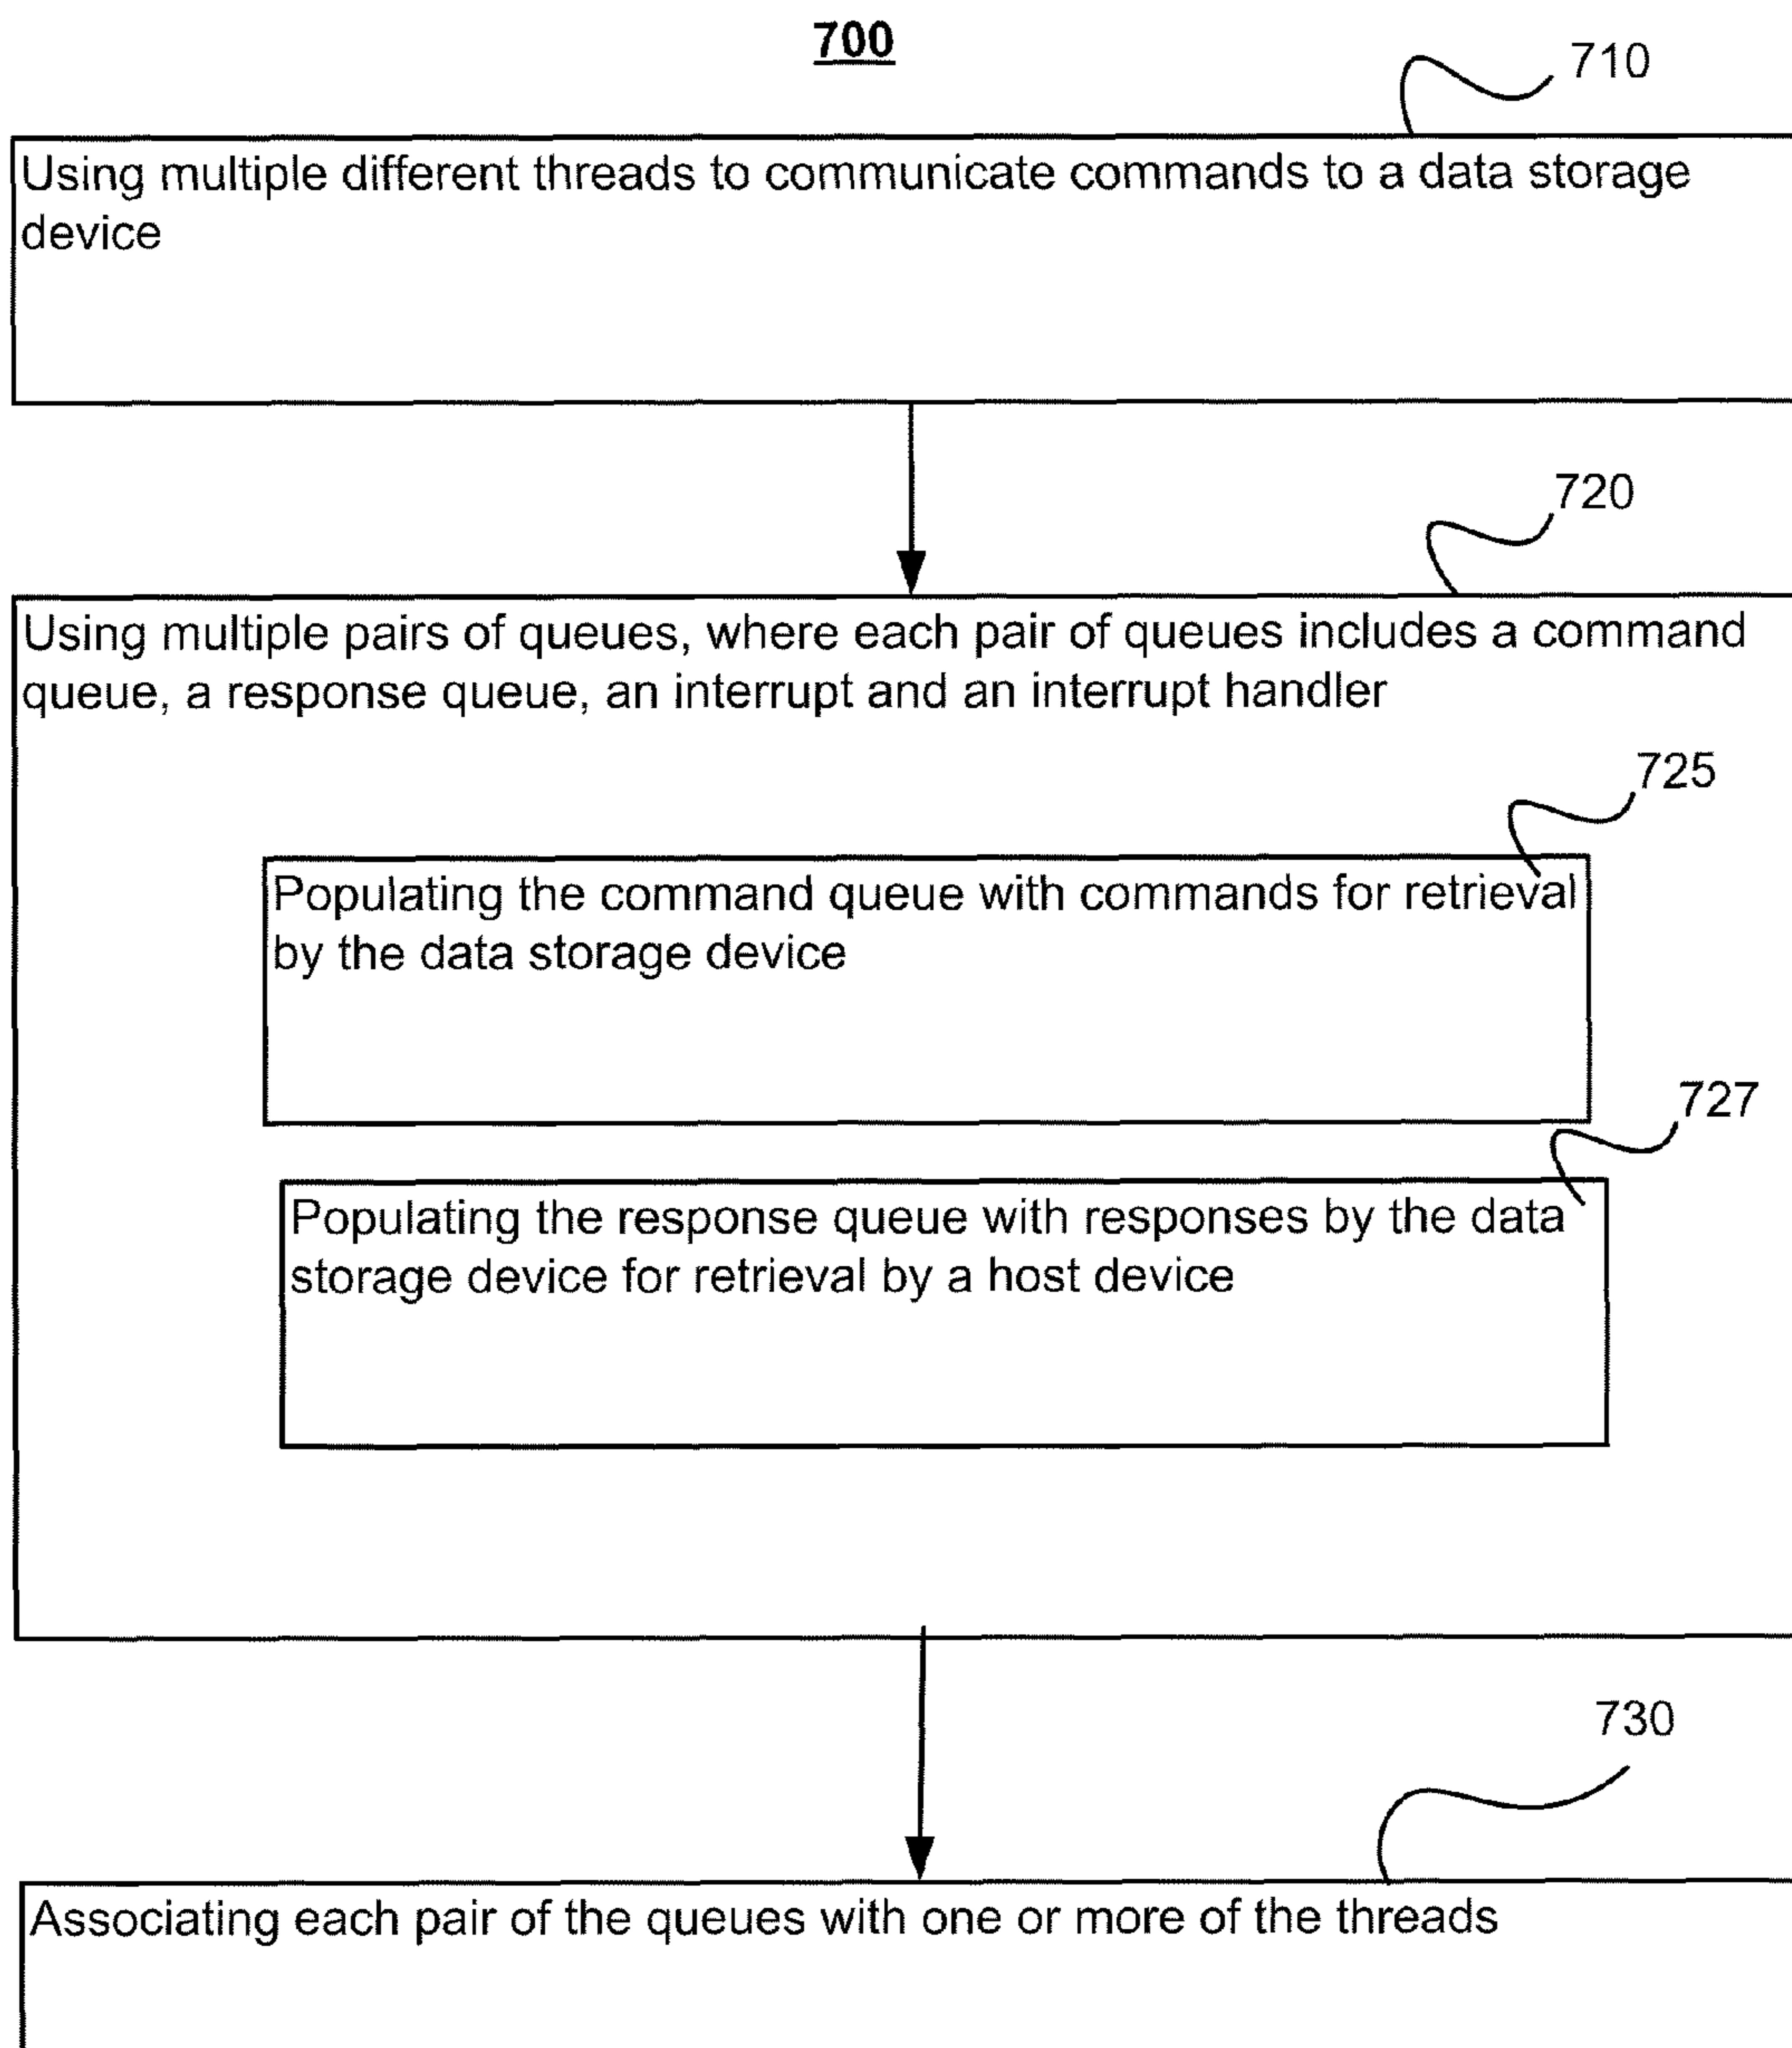 700
710
Using multiple different threads to communicate commands to a data storage
device
720
Using multiple pairs of queues, where each pair of queues includes a command
queue, a response queue, an interrupt and an interrupt handler
725
Populating the command queue with commands for retrieval
by the data storage device
727
Populating the response queue with responses by the data
storage device for retrieval by a host device
730
Associating each pair of the queues with one or more of the threads